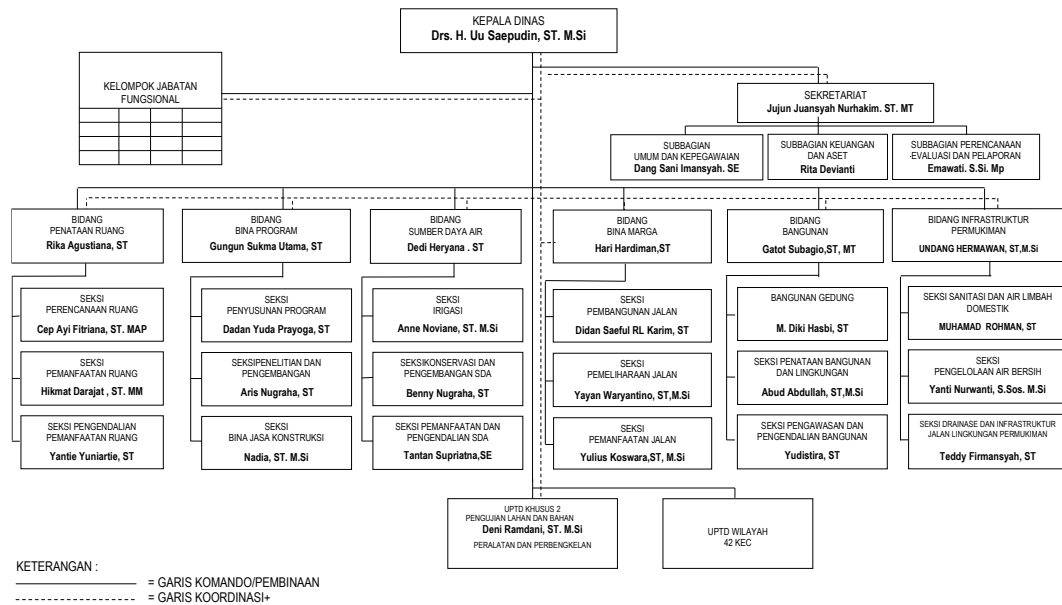 KEPALA DINAS
Drs. H. Uu Saepudin, ST. M.Si
KELOMPOK JABATAN
FUNGSIONAL
SEKRETARIAT
Jujun Juansyah Nurhakim. ST. MT
SUBBAGIAN
UMUM DAN KEPEGAWAIAN
Dang Sani Imansyah. SE
SUBBAGIAN KEUANGAN
DAN ASET
Rita Devianti
SUBBAGIAN PERENCANAAN
-EVALUASI DAN PELAPORAN
Emawati. S.Si. Mp
BIDANG
PENATAAN RUANG
Rika Agustiana, ST
BIDANG
BINA PROGRAM
Gungun Sukma Utama, ST
BIDANG
SUMBER DAYA AIR
Dedi Heryana . ST
BIDANG
BINA MARGA
Hari Hardiman,ST
BIDANG
BANGUNAN
Gatot Subagio,ST, MT
BIDANG INFRASTRUKTUR
PERMUKIMAN
UNDANG HERMAWAN, ST,M.Si
SEKSI
PERENCANAAN RUANG
Cep Ayi Fitriana, ST. MAP
SEKSI
PENYUSUNAN PROGRAM
Dadan Yuda Prayoga, ST
SEKSI
IRIGASI
Anne Noviane, ST. M.Si
SEKSI
PEMBANGUNAN JALAN
Didan Saeful RL Karim, ST
BANGUNAN GEDUNG
M. Diki Hasbi, ST
SEKSI SANITASI DAN AIR LIMBAH
DOMESTIK
MUHAMAD ROHMAN, ST
SEKSI
PEMANFAATAN RUANG
Hikmat Darajat , ST. MM
SEKSIPENELITIAN DAN
PENGEMBANGAN
Aris Nugraha, ST
SEKSIKONSERVASI DAN
PENGEMBANGAN SDA
Benny Nugraha, ST
SEKSI
PEMELIHARAAN JALAN
Yayan Waryantino, ST,M.Si
SEKSI PENATAAN BANGUNAN
DAN LINGKUNGAN
Abud Abdullah, ST,M.Si
SEKSI
PENGELOLAAN AIR BERSIH
Yanti Nurwanti, S.Sos. M.Si
SEKSI PENGENDALIAN
PEMANFAATAN RUANG
Yantie Yuniartie, ST
SEKSI
BINA JASA KONSTRUKSI
Nadia, ST. M.Si
SEKSI PEMANFAATAN DAN
PENGENDALIAN SDA
Tantan Supriatna,SE
SEKSI
PEMANFAATAN JALAN
Yulius Koswara,ST, M.Si
SEKSI PENGAWASAN DAN
PENGENDALIAN BANGUNAN
Yudistira, ST
SEKSI DRAINASE DAN INFRASTRUKTUR
JALAN LINGKUNGAN PERMUKIMAN
Teddy Firmansyah, ST
UPTD KHUSUS 2
PENGUJIAN LAHAN DAN BAHAN
Deni Ramdani, ST. M.Si
PERALATAN DAN PERBENGKELAN
UPTD WILAYAH
42 KEC
KETERANGAN :
= GARIS KOMANDO/PEMBINAAN
= GARIS KOORDINASI+